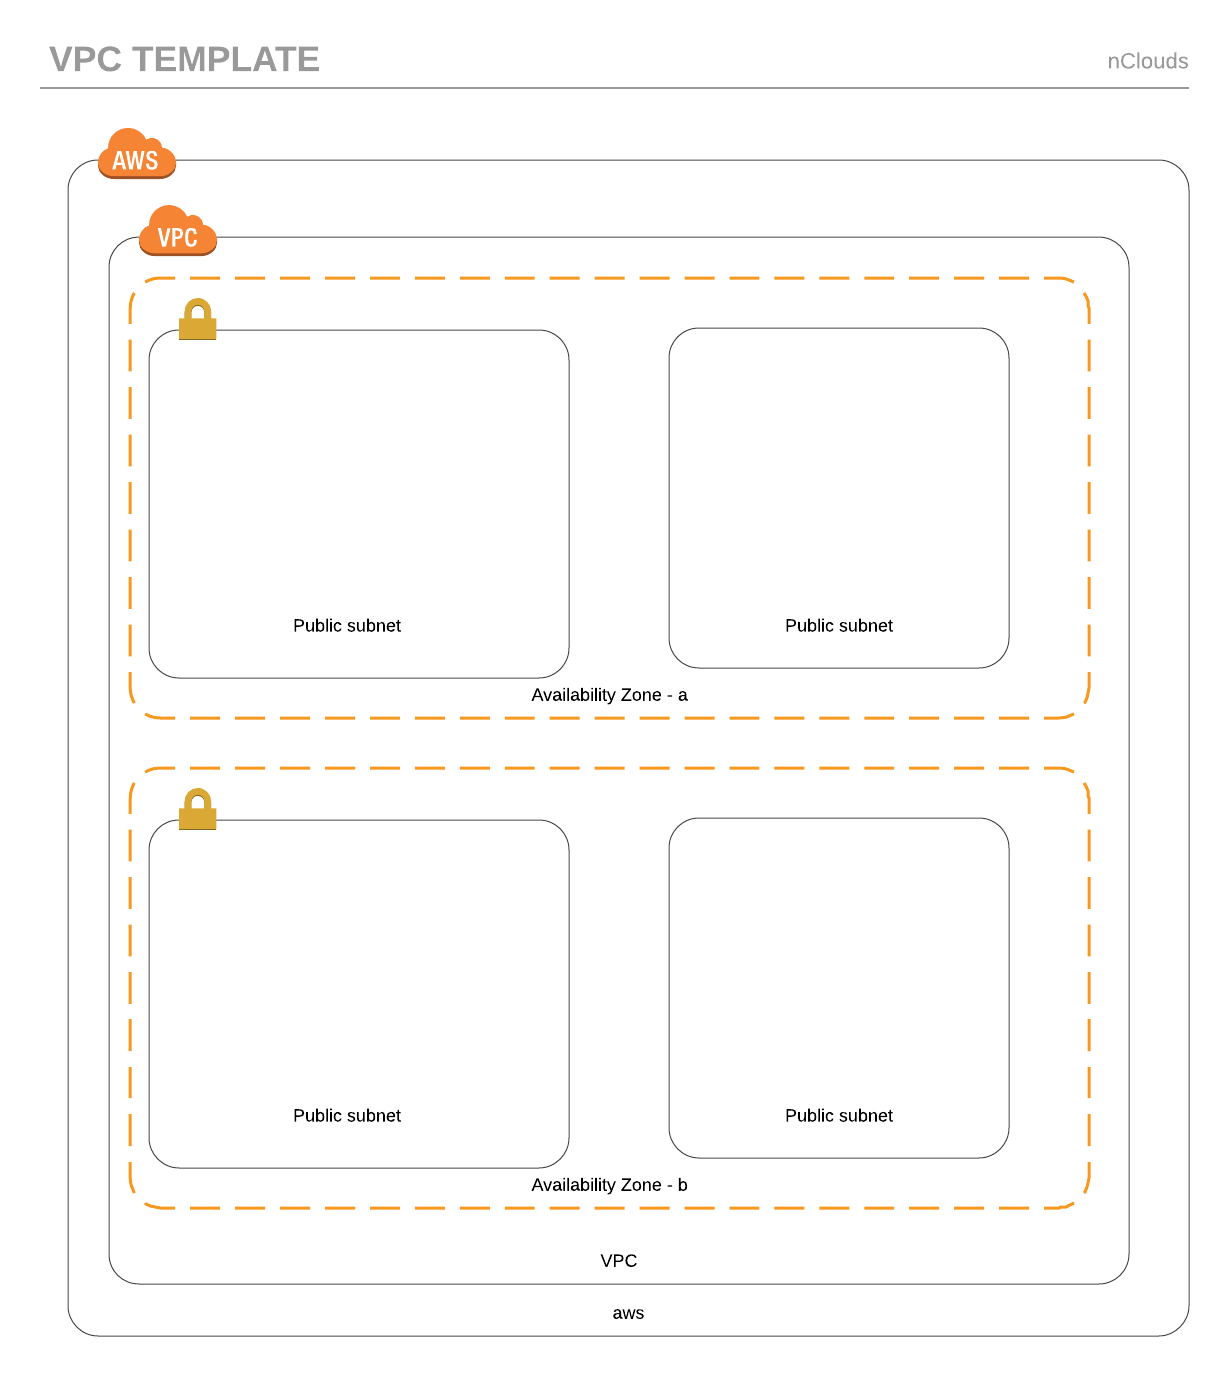 VPC TEMPLATE
nClouds
AWS
VPC
Public subnet
Public subnet
Availability Zone - a
Public subnet
Public subnet
Availability Zone - b
VPC
aws